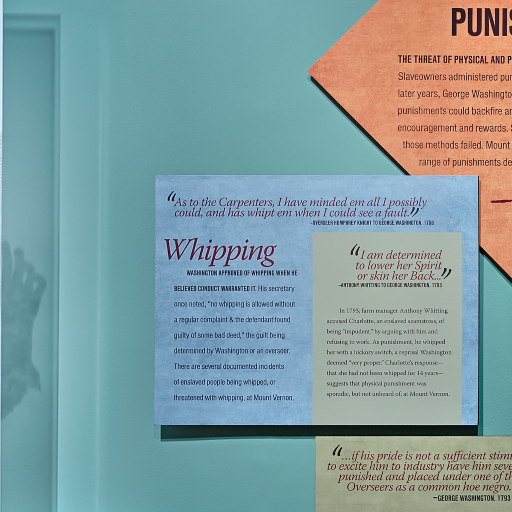 PUNIS
THE THREAT OF PHYSICAL AND P
Slaveowners administered pun
later years, George Washingto
punishments could backfire an
encouragement and rewards. S
those methods failed. Mount
range of punishments de
“As to the Carpenters, I have minded em all I possibly
could, and has whipt em when I could see a fault.”
-OVERSEER HUMPHREY KNIGHT TO GEORGE WASHINGTON, 1758
Whipping
WASHINGTON APPROVED OF WHIPPING WHEN HE
BELIEVED CONDUCT WARRANTED IT. His secretary
once noted, “no whipping is allowed without
a regular complaint & the defendant found
guilty of some bad deed,” the guilt being
determined by Washington or an overseer.
There are several documented incidents
of enslaved people being whipped, or
threatened with whipping, at Mount Vernon.
“I am determined
to lower her Spirit
or skin her Back...”
-ANTHONY WHITTING TO GEORGE WASHINGTON, 1793
In 1793, farm manager Anthony Whitting
accused Charlotte, an enslaved seamstress, of
being “impudent,” by arguing with him and
refusing to work. As punishment, he whipped
her with a hickory switch, a reprisal Washington
deemed “very proper.” Charlotte’s response—
that she had not been whipped for 14 years—
suggests that physical punishment was
sporadic, but not unheard of, at Mount Vernon.
“...if his pride is not a sufficient stim
to excite him to industry have him seve
punished and placed under one of th
Overseers as a common hoe negro.
—GEORGE WASHINGTON, 1793